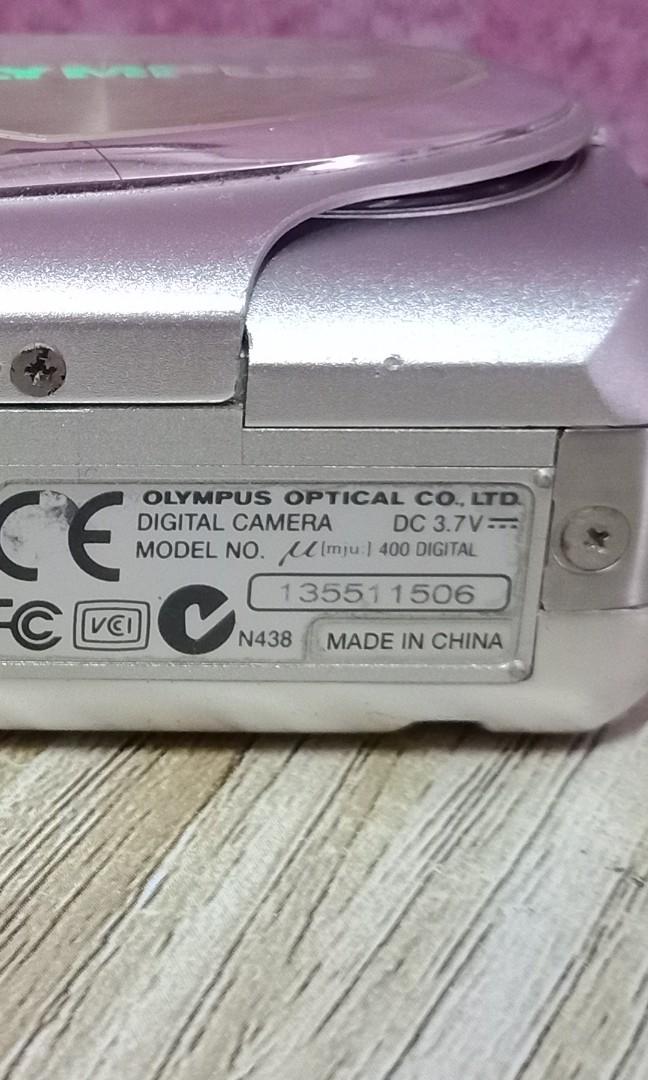 OLYMPUS OPTICAL CO., LTD.
DIGITAL CAMERA DC 3.7V
MODEL NO. μ [mju:] 400 DIGITAL
CE
135511506
FC VCCI N438 MADE IN CHINA